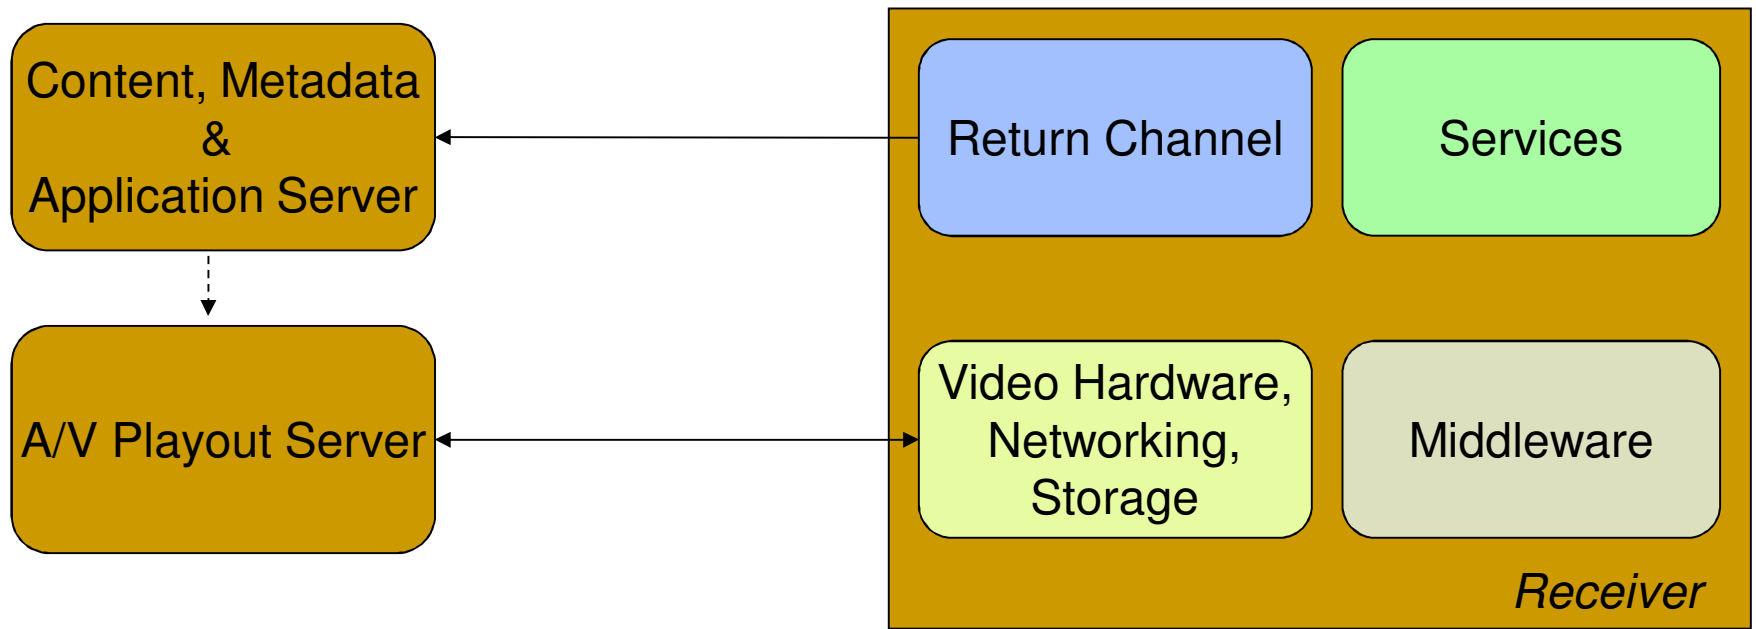 Content, Metadata
&
Application Server
Return Channel
Services
A/V Playout Server
Video Hardware,
Networking,
Storage
Middleware
Receiver